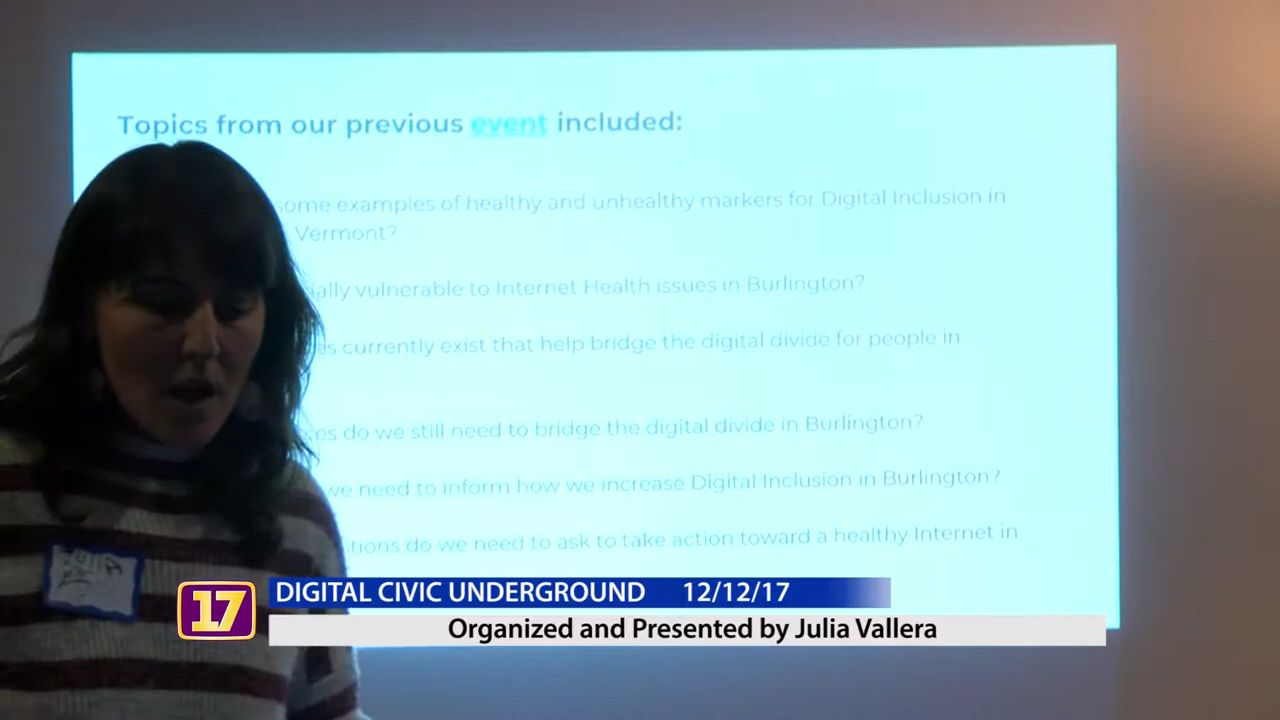 Topics from our previous event included:
some examples of healthy and unhealthy markers for Digital Inclusion in
Vermont?
ally vulnerable to Internet Health issues in Burlington?
es currently exist that help bridge the digital divide for people in
es do we still need to bridge the digital divide in Burlington?
we need to inform how we increase Digital Inclusion in Burlington?
tions do we need to ask to take action toward a healthy Internet in
17
DIGITAL CIVIC UNDERGROUND 12/12/17
Organized and Presented by Julia Vallera